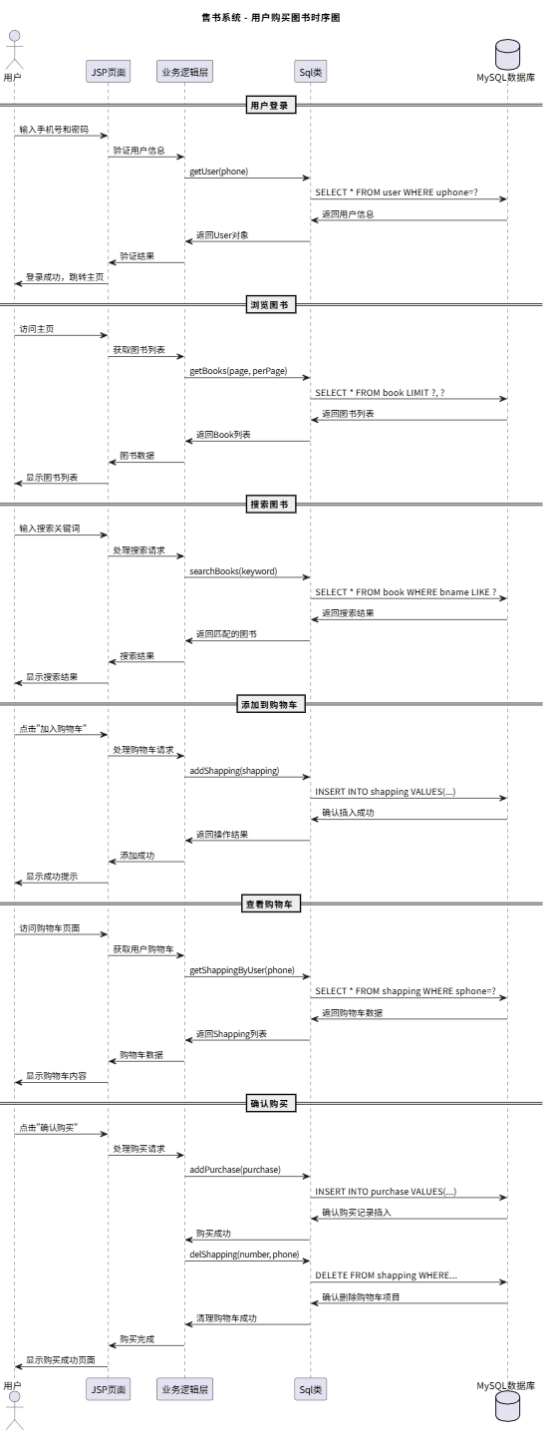 售书系统 - 用户购买图书时序图
用户
JSP页面
业务逻辑层
Sql类
MySQL数据库
用户登录
输入手机号和密码
验证用户信息
getUser(phone)
SELECT * FROM user WHERE uphone=?
返回用户信息
返回User对象
验证结果
登录成功，跳转主页
浏览图书
访问主页
获取图书列表
getBooks(page, perPage)
SELECT * FROM book LIMIT ?, ?
返回图书列表
返回Book列表
图书数据
显示图书列表
搜索图书
输入搜索关键词
处理搜索请求
searchBooks(keyword)
SELECT * FROM book WHERE bname LIKE ?
返回搜索结果
返回匹配的图书
搜索结果
显示搜索结果
添加到购物车
点击"加入购物车"
处理购物车请求
addShapping(shapping)
INSERT INTO shapping VALUES(...)
确认插入成功
返回操作结果
添加成功
显示成功提示
查看购物车
访问购物车页面
获取用户购物车
getShappingByUser(phone)
SELECT * FROM shapping WHERE sphone=?
返回购物车数据
返回Shapping列表
购物车数据
显示购物车内容
确认购买
点击"确认购买"
处理购买请求
addPurchase(purchase)
INSERT INTO purchase VALUES(...)
确认购买记录插入
购买成功
delShapping(number, phone)
DELETE FROM shapping WHERE...
确认删除购物车项目
清理购物车成功
购买完成
显示购买成功页面
用户
JSP页面
业务逻辑层
Sql类
MySQL数据库